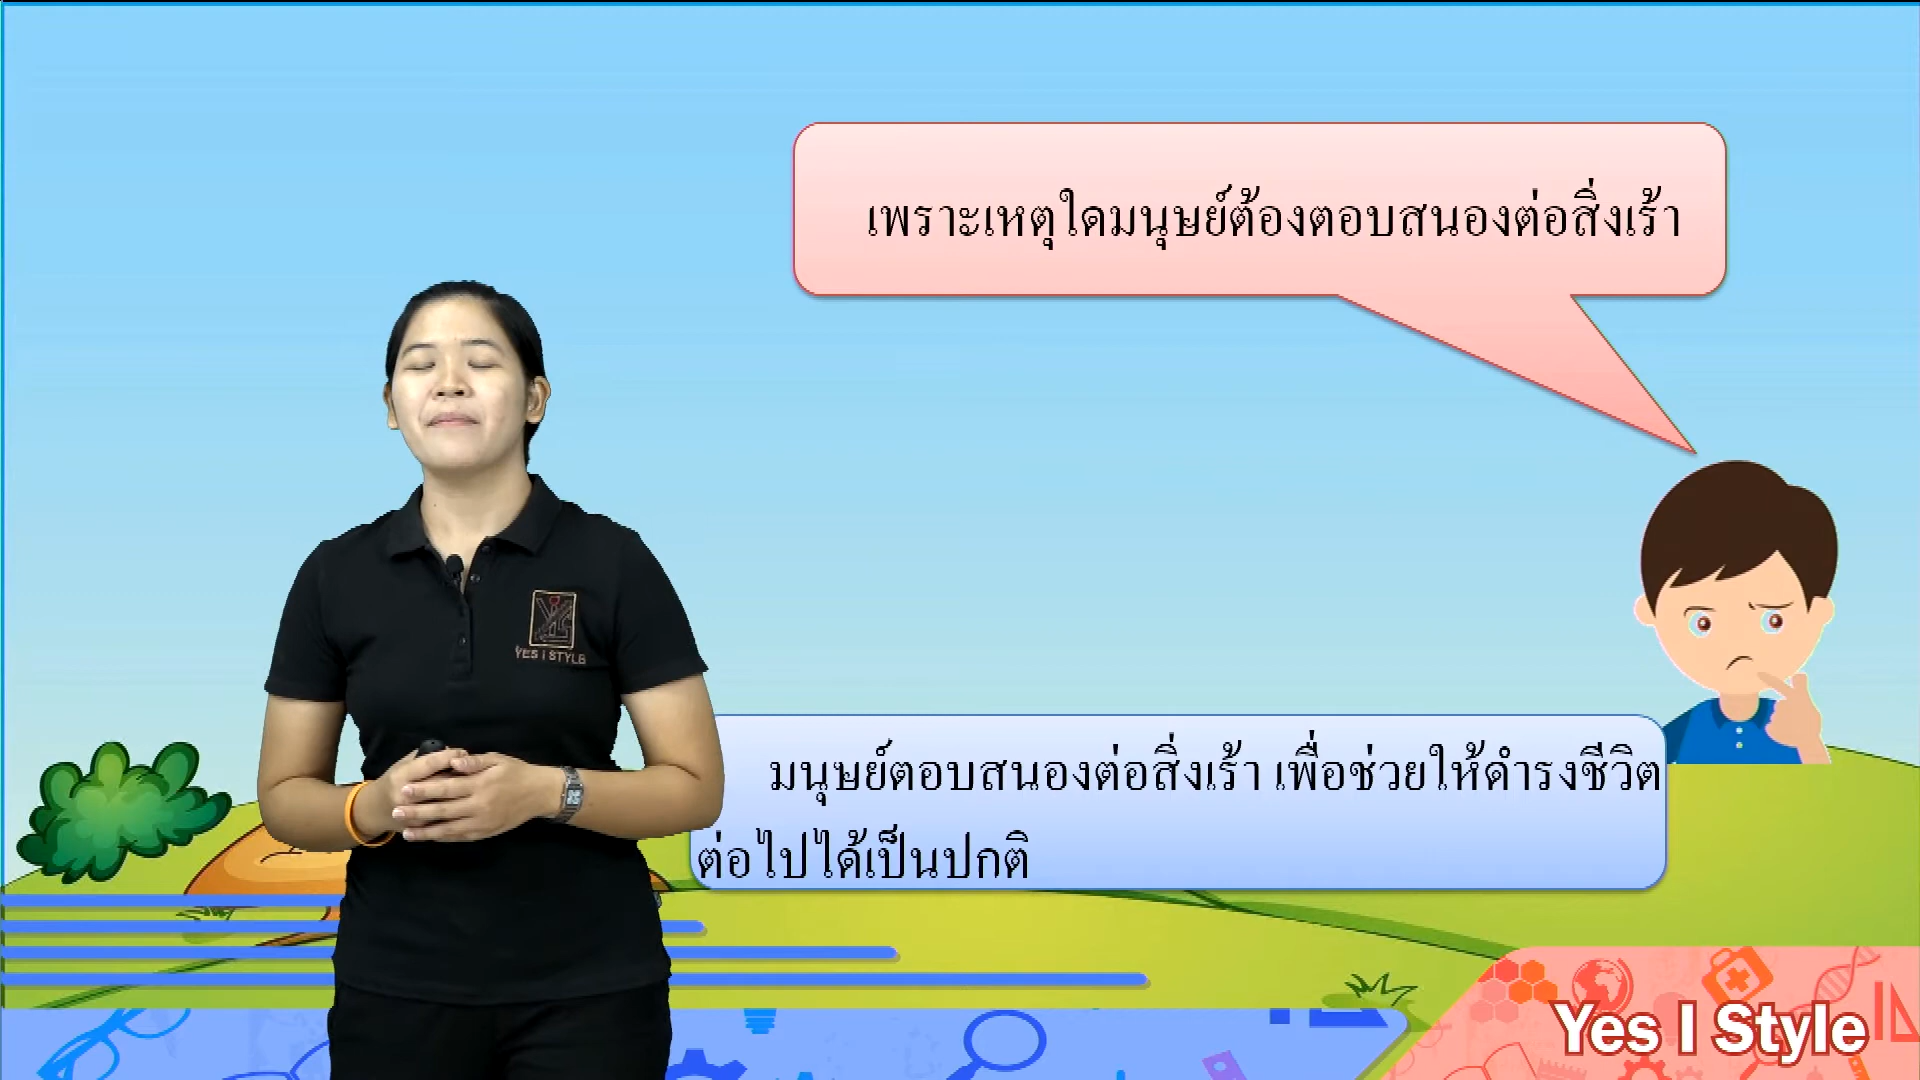 เพราะเหตุใดมนุษย์ต้องตอบสนองต่อสิ่งเร้า
YES I STYLE
มนุษย์ตอบสนองต่อสิ่งเร้า เพื่อช่วยให้ดำรงชีวิต
ต่อไปได้เป็นปกติ
Yes I Style